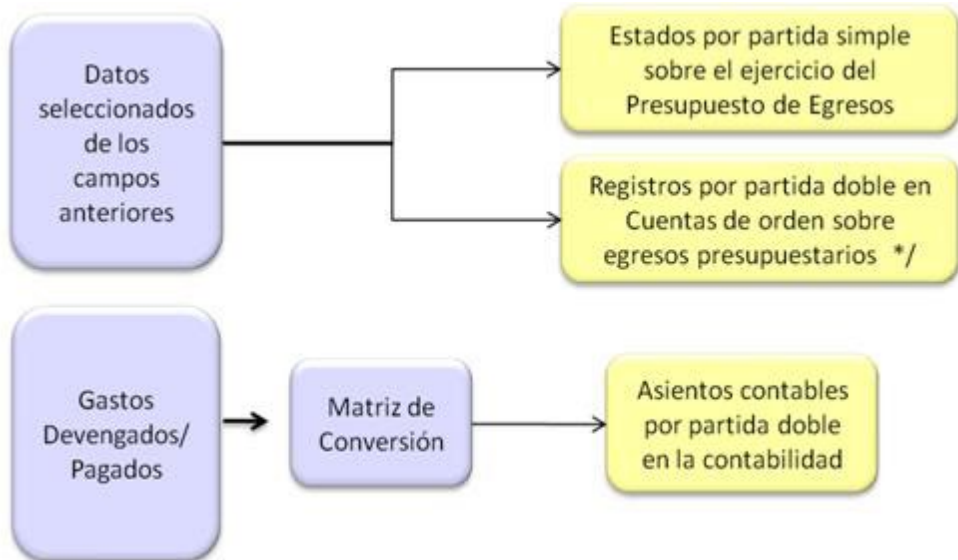 Datos
seleccionados
de los
campos
anteriores
Estados por partida simple
sobre el ejercicio del
Presupuesto de Egresos
Registros por partida doble en
Cuentas de orden sobre
egresos presupuestarios */
Gastos
Devengados/
Pagados
Matriz de
Conversión
Asientos contables
por partida doble
en la contabilidad